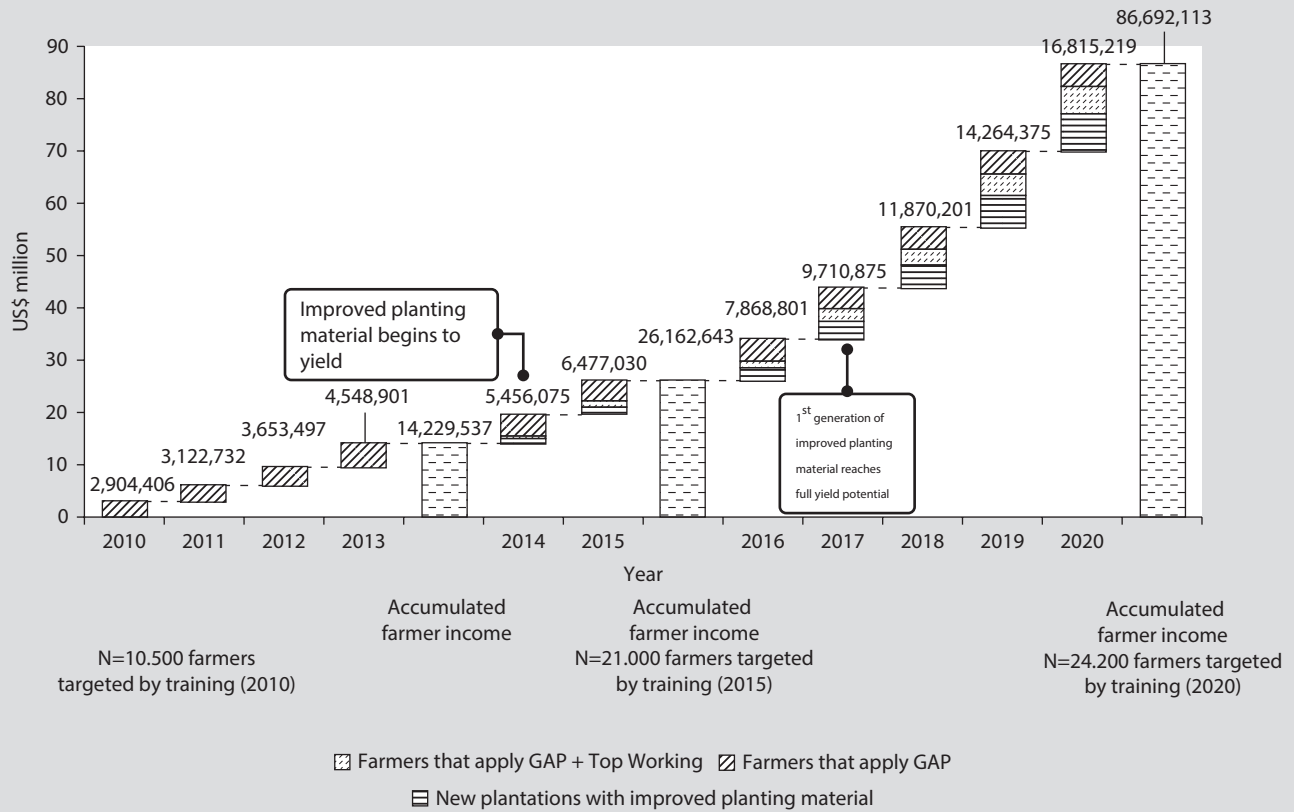 86,692,113
16,815,219
14,264,375
11,870,201
9,710,875
7,868,801
26,162,643
6,477,030
5,456,075
14,229,537
4,548,901
3,653,497
3,122,732
2,904,406
Improved planting
material begins to
yield
1st generation of
improved planting
material reaches
full yield potential
US$ million
90
80
70
60
50
40
30
20
10
0
2010 2011 2012 2013 2014 2015 2016 2017 2018 2019 2020
Year
Accumulated
farmer income
Accumulated
farmer income
Accumulated
farmer income
N=10.500 farmers
targeted by training (2010)
N=21.000 farmers targeted
by training (2015)
N=24.200 farmers targeted
by training (2020)
Farmers that apply GAP + Top Working Farmers that apply GAP
New plantations with improved planting material